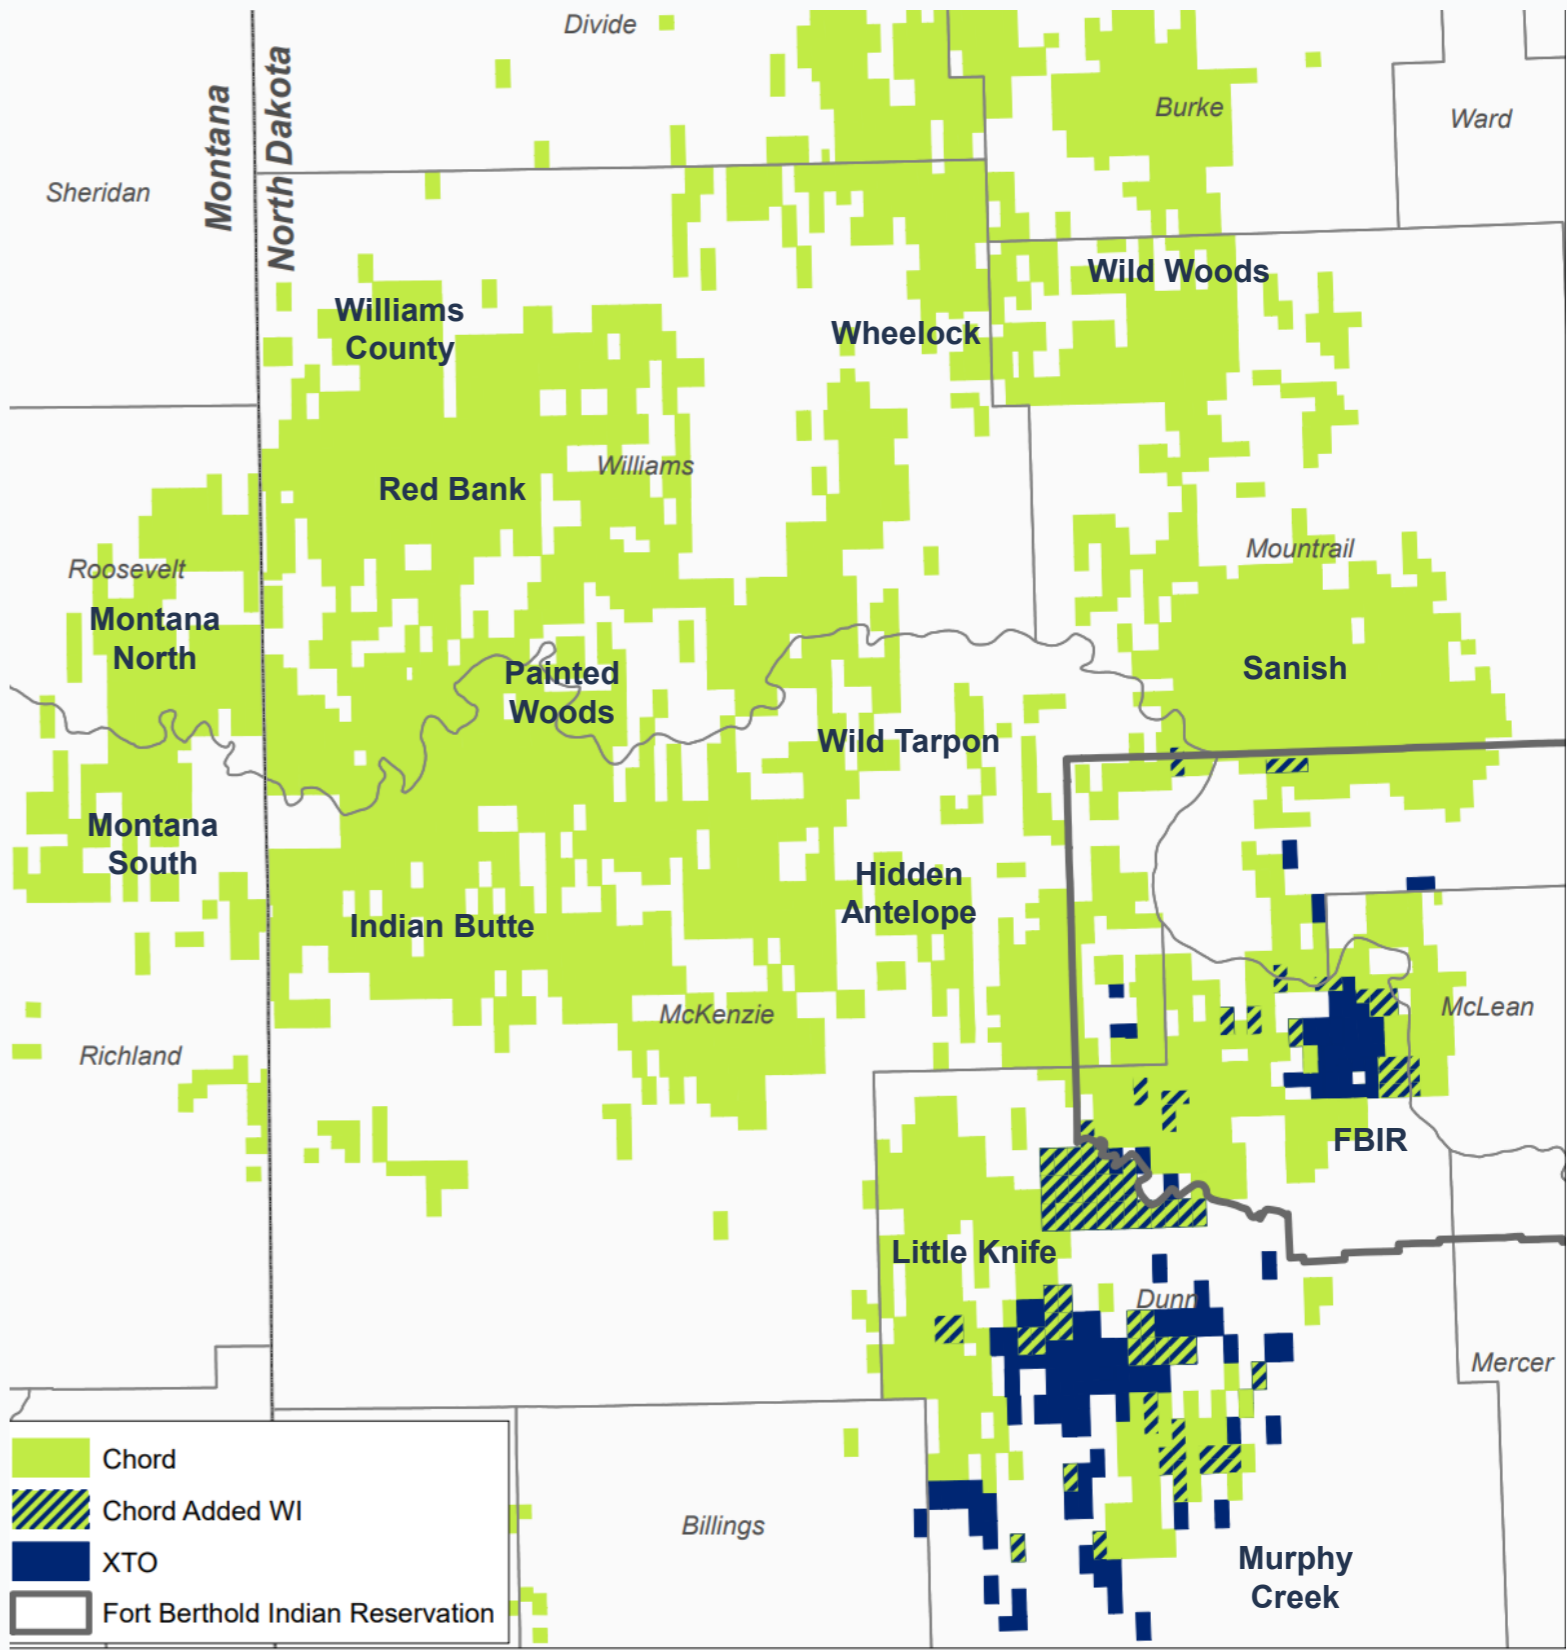 Divide
Burke
Ward
Montana
North Dakota
Sheridan
Wild Woods
Williams
County
Wheelock
Williams
Red Bank
Mountrail
Roosevelt
Montana
North
Painted
Woods
Sanish
Wild Tarpon
Montana
South
Hidden
Antelope
Indian Butte
McKenzie
McLean
Richland
FBIR
Little Knife
Dunn
Mercer
Chord
Chord Added WI
XTO
Fort Berthold Indian Reservation
Billings
Murphy
Creek